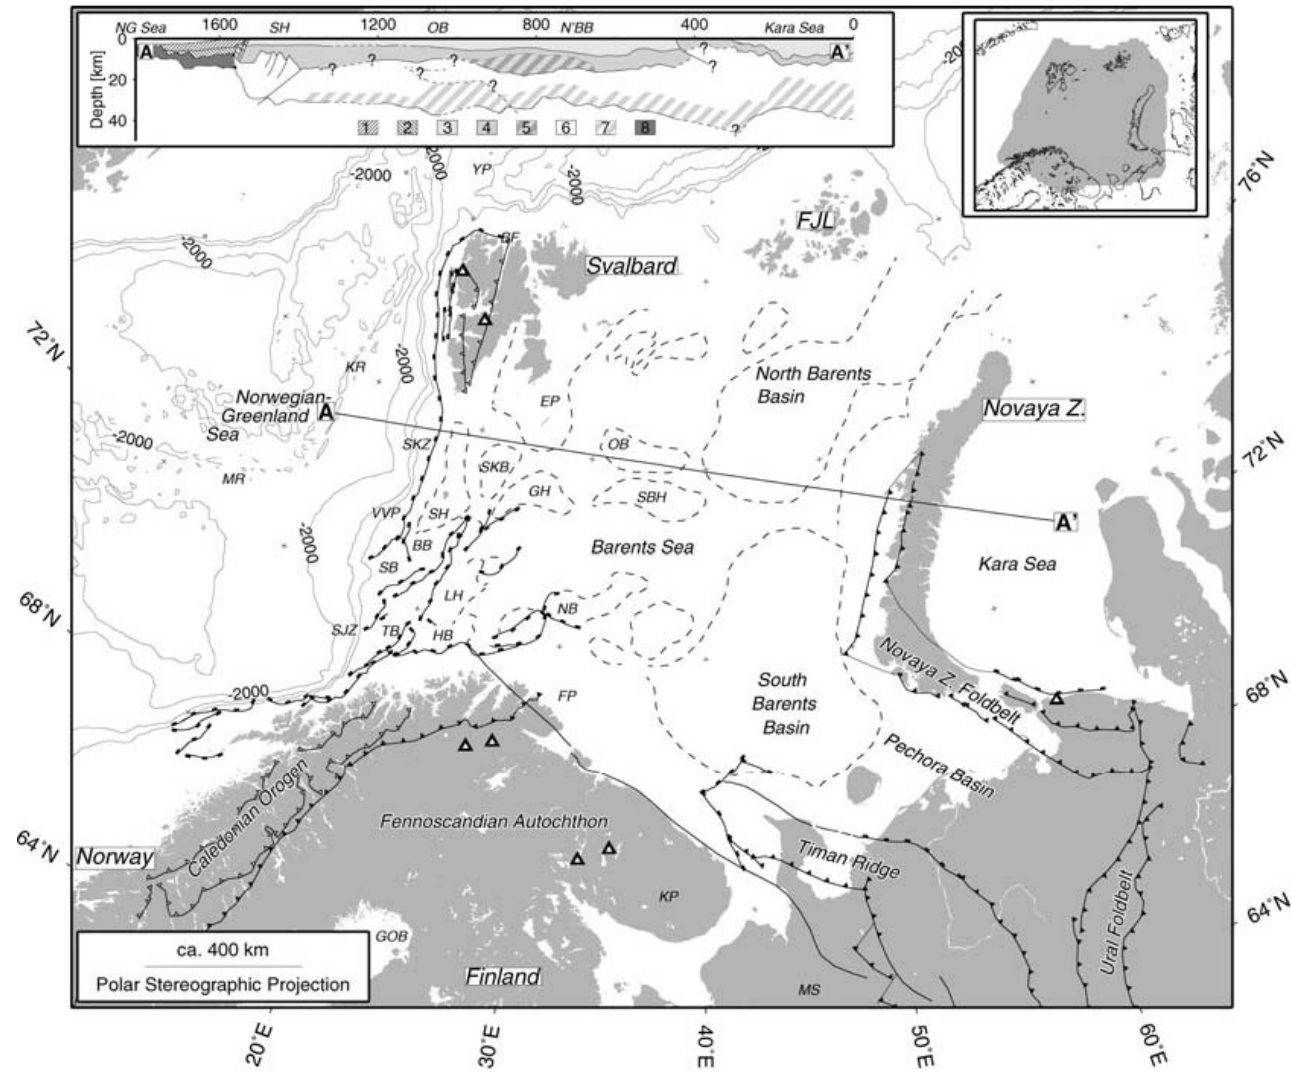 NG Sea 1600 SH 1200 OB 800 N'BB 400 Kara Sea 0
Depth [km]
0
20
40
A
A'
? ? ? ? ? ? ? ? ?
1 2 3 4 5 6 7 8
-2000
-2000
-2000
-2000
-2000
-2000
-2000
-2000
-2000
YP
BF
FJL
Svalbard
76˚N
72˚N
KR
Norwegian-
Greenland
Sea
A
EP
North Barents
Basin
Novaya Z.
72˚N
SKZ
SKB
OB
MR
GH
SBH
VVP
SH
A'
BB
Barents Sea
Kara Sea
SB
LH
68˚N
NB
SJZ
TB
HB
Novaya Z. Foldbelt
68˚N
FP
South
Barents
Basin
Pechora Basin
Caledonian Orogen
Fennoscandian Autochthon
Timan Ridge
64˚N
Norway
KP
Ural Foldbelt
64˚N
GOB
ca. 400 km
Polar Stereographic Projection
Finland
MS
20˚E
30˚E
40˚E
50˚E
60˚E